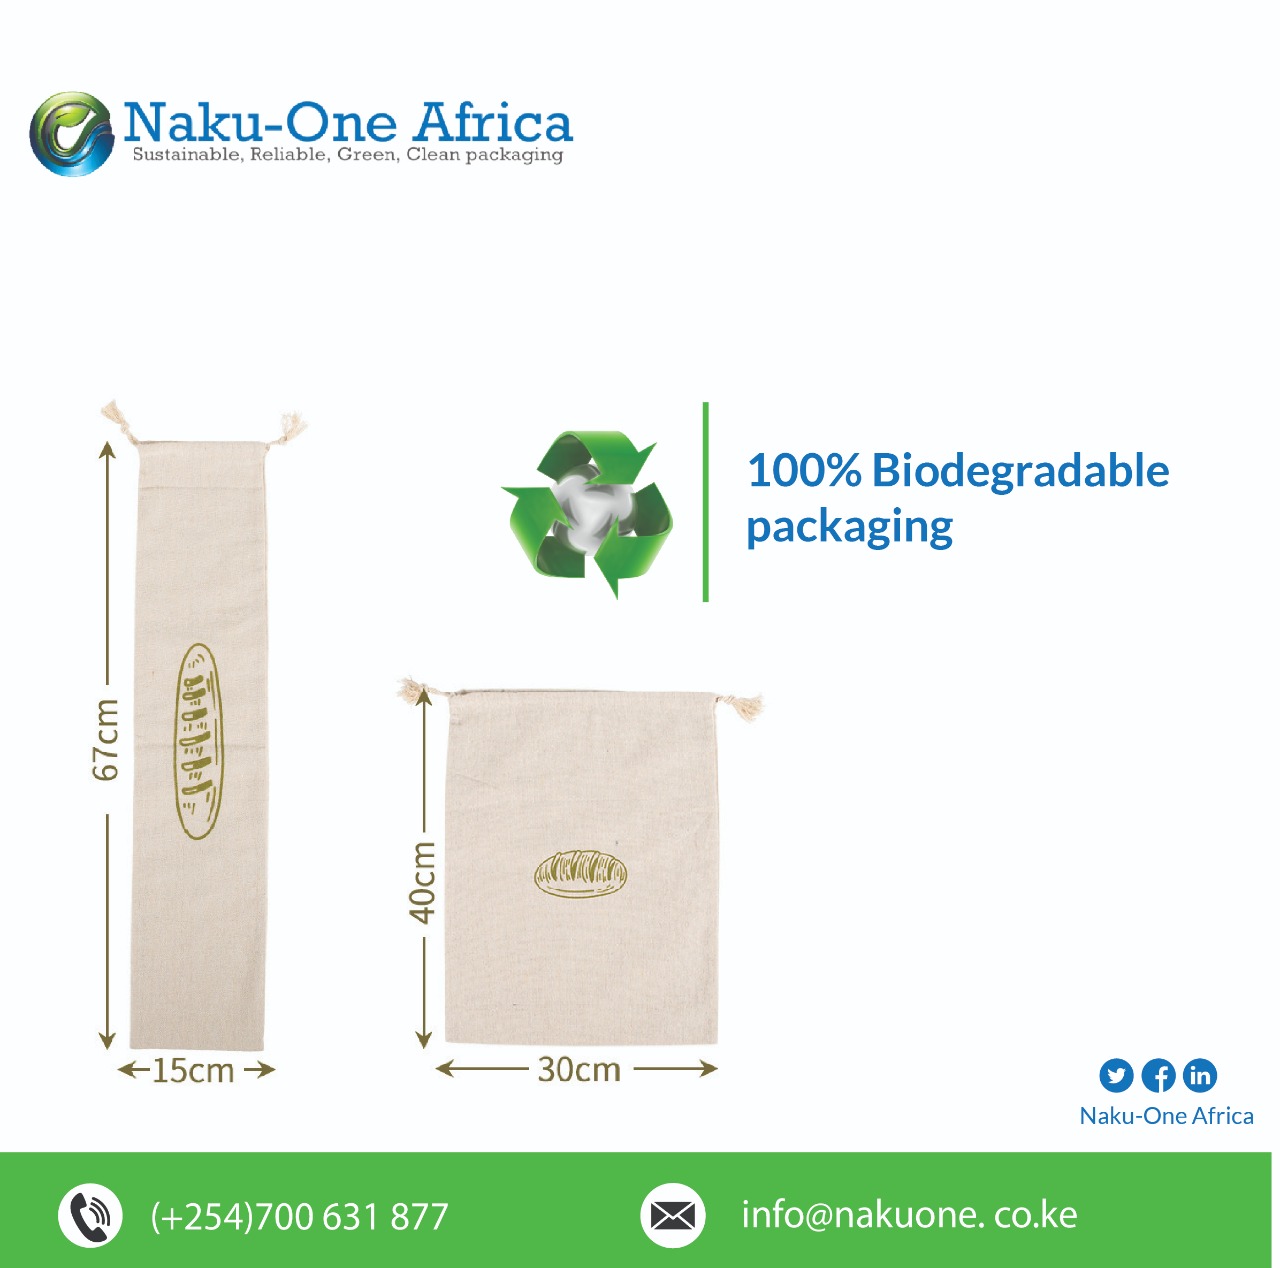 Naku-One Africa
Sustainable, Reliable, Green, Clean packaging
100% Biodegradable
packaging
67cm
40cm
15cm
30cm
Naku-One Africa
(+254)700 631 877
info@nakuone. co.ke